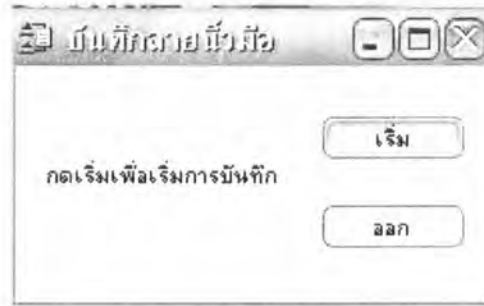 บันทึกลายนิ้วมือ
เริ่ม
กดเริ่มเพื่อเริ่มการบันทึก
ออก